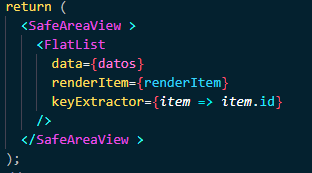 return (
<SafeAreaView >
<FlatList
data={datos}
renderItem={renderItem}
keyExtractor={item => item.id}
/>
</SafeAreaView >
);